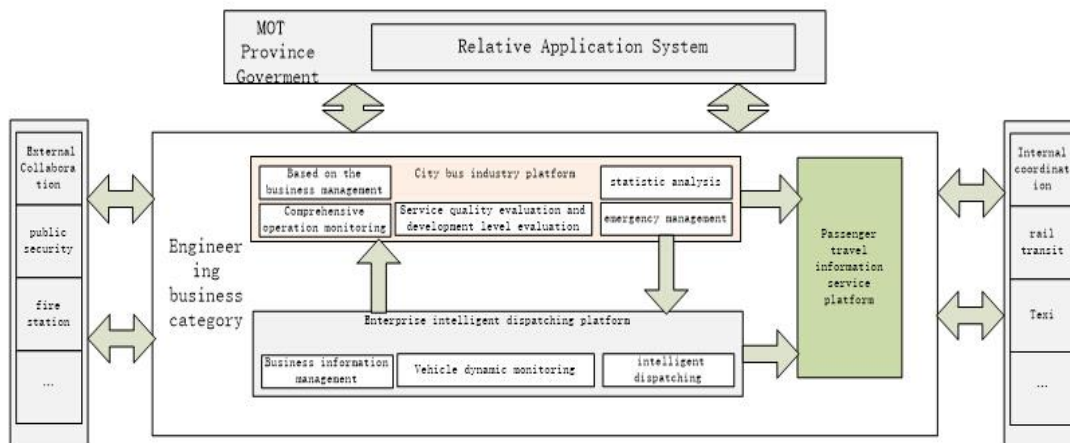 MOT
Province
Goverment
Relative Application System
External
Collabora
tion
public
security
fire
station
...
Engineer
ing
business
category
Based on the
business management
City bus industry platform
statistic analysis
Comprehensive
operation monitoring
Service quality evaluation and
development level evaluation
emergency management
Enterprise intelligent dispatching platform
Business information
management
Vehicle dynamic monitoring
intelligent
dispatching
Passenger
travel
information
service
platform
Internal
coordinat
ion
rail
transit
Texi
...